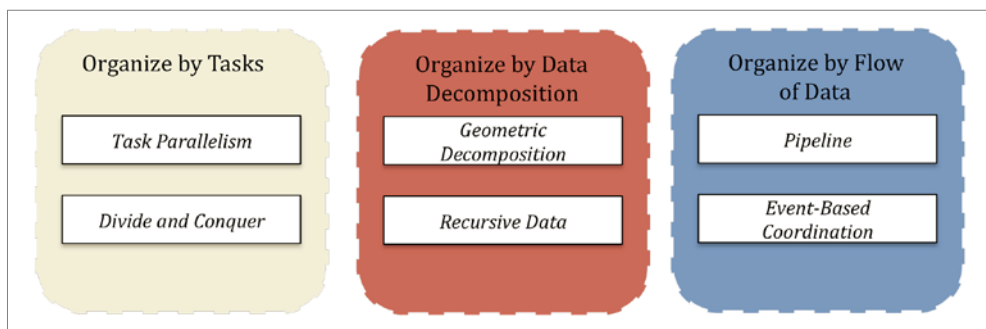 Organize by Tasks
Task Parallelism
Divide and Conquer
Organize by Data
Decomposition
Geometric
Decomposition
Recursive Data
Organize by Flow
of Data
Pipeline
Event-Based
Coordination